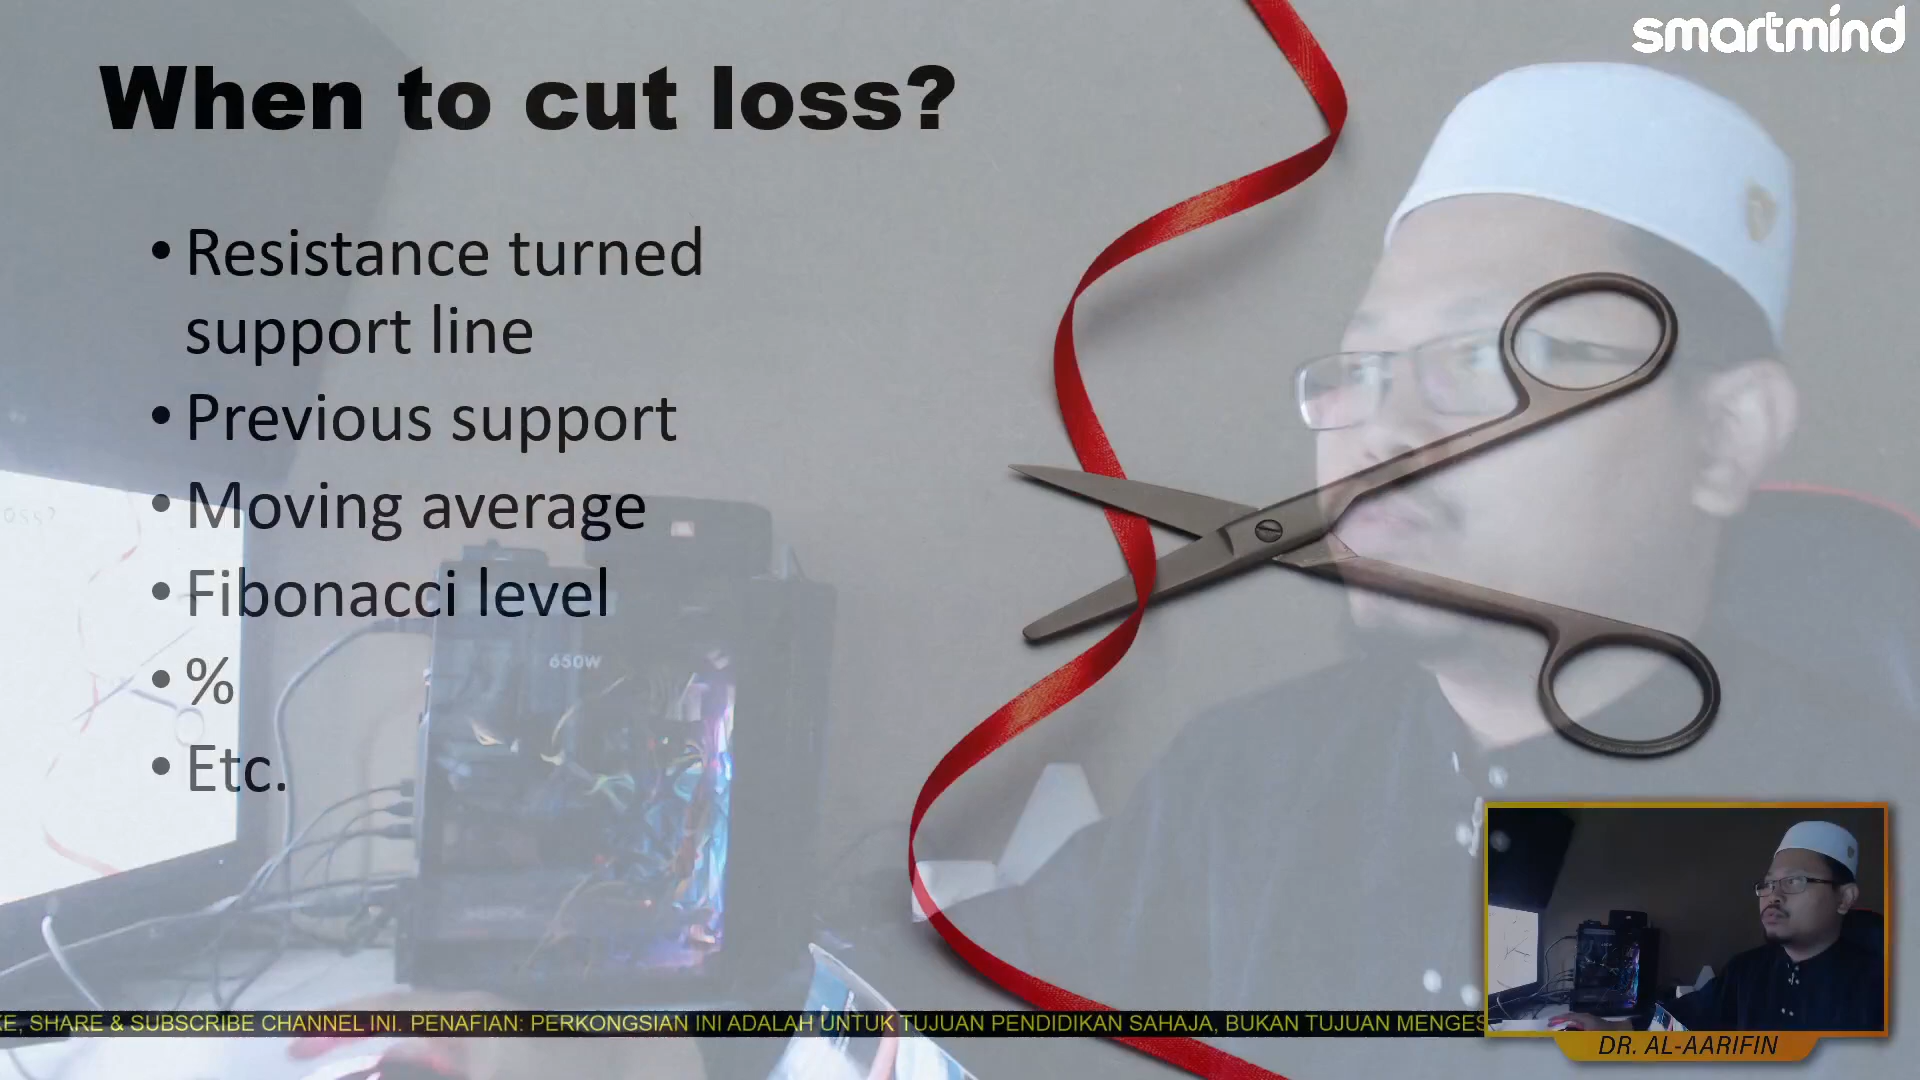 smartmind
When to cut loss?
• Resistance turned
support line
• Previous support
• Moving average
• Fibonacci level
• %
• Etc.
650W
SHARE & SUBSCRIBE CHANNEL INI. PENAFIAN: PERKONGSIAN INI ADALAH UNTUK TUJUAN PENDIDIKAN SAHAJA, BUKAN TUJUAN
DR. AL-AARIFIN